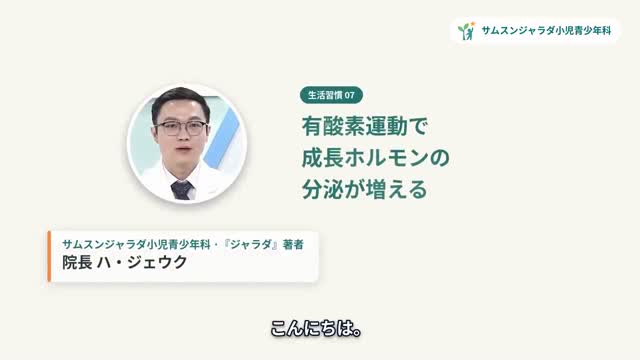 サムスンジャラダ小児青少年科
生活習慣 07
有酸素運動で
成長ホルモンの
分泌が増える
サムスンジャラダ小児青少年科・『ジャラダ』著者
院長 ハ・ジェウク
こんにちは。